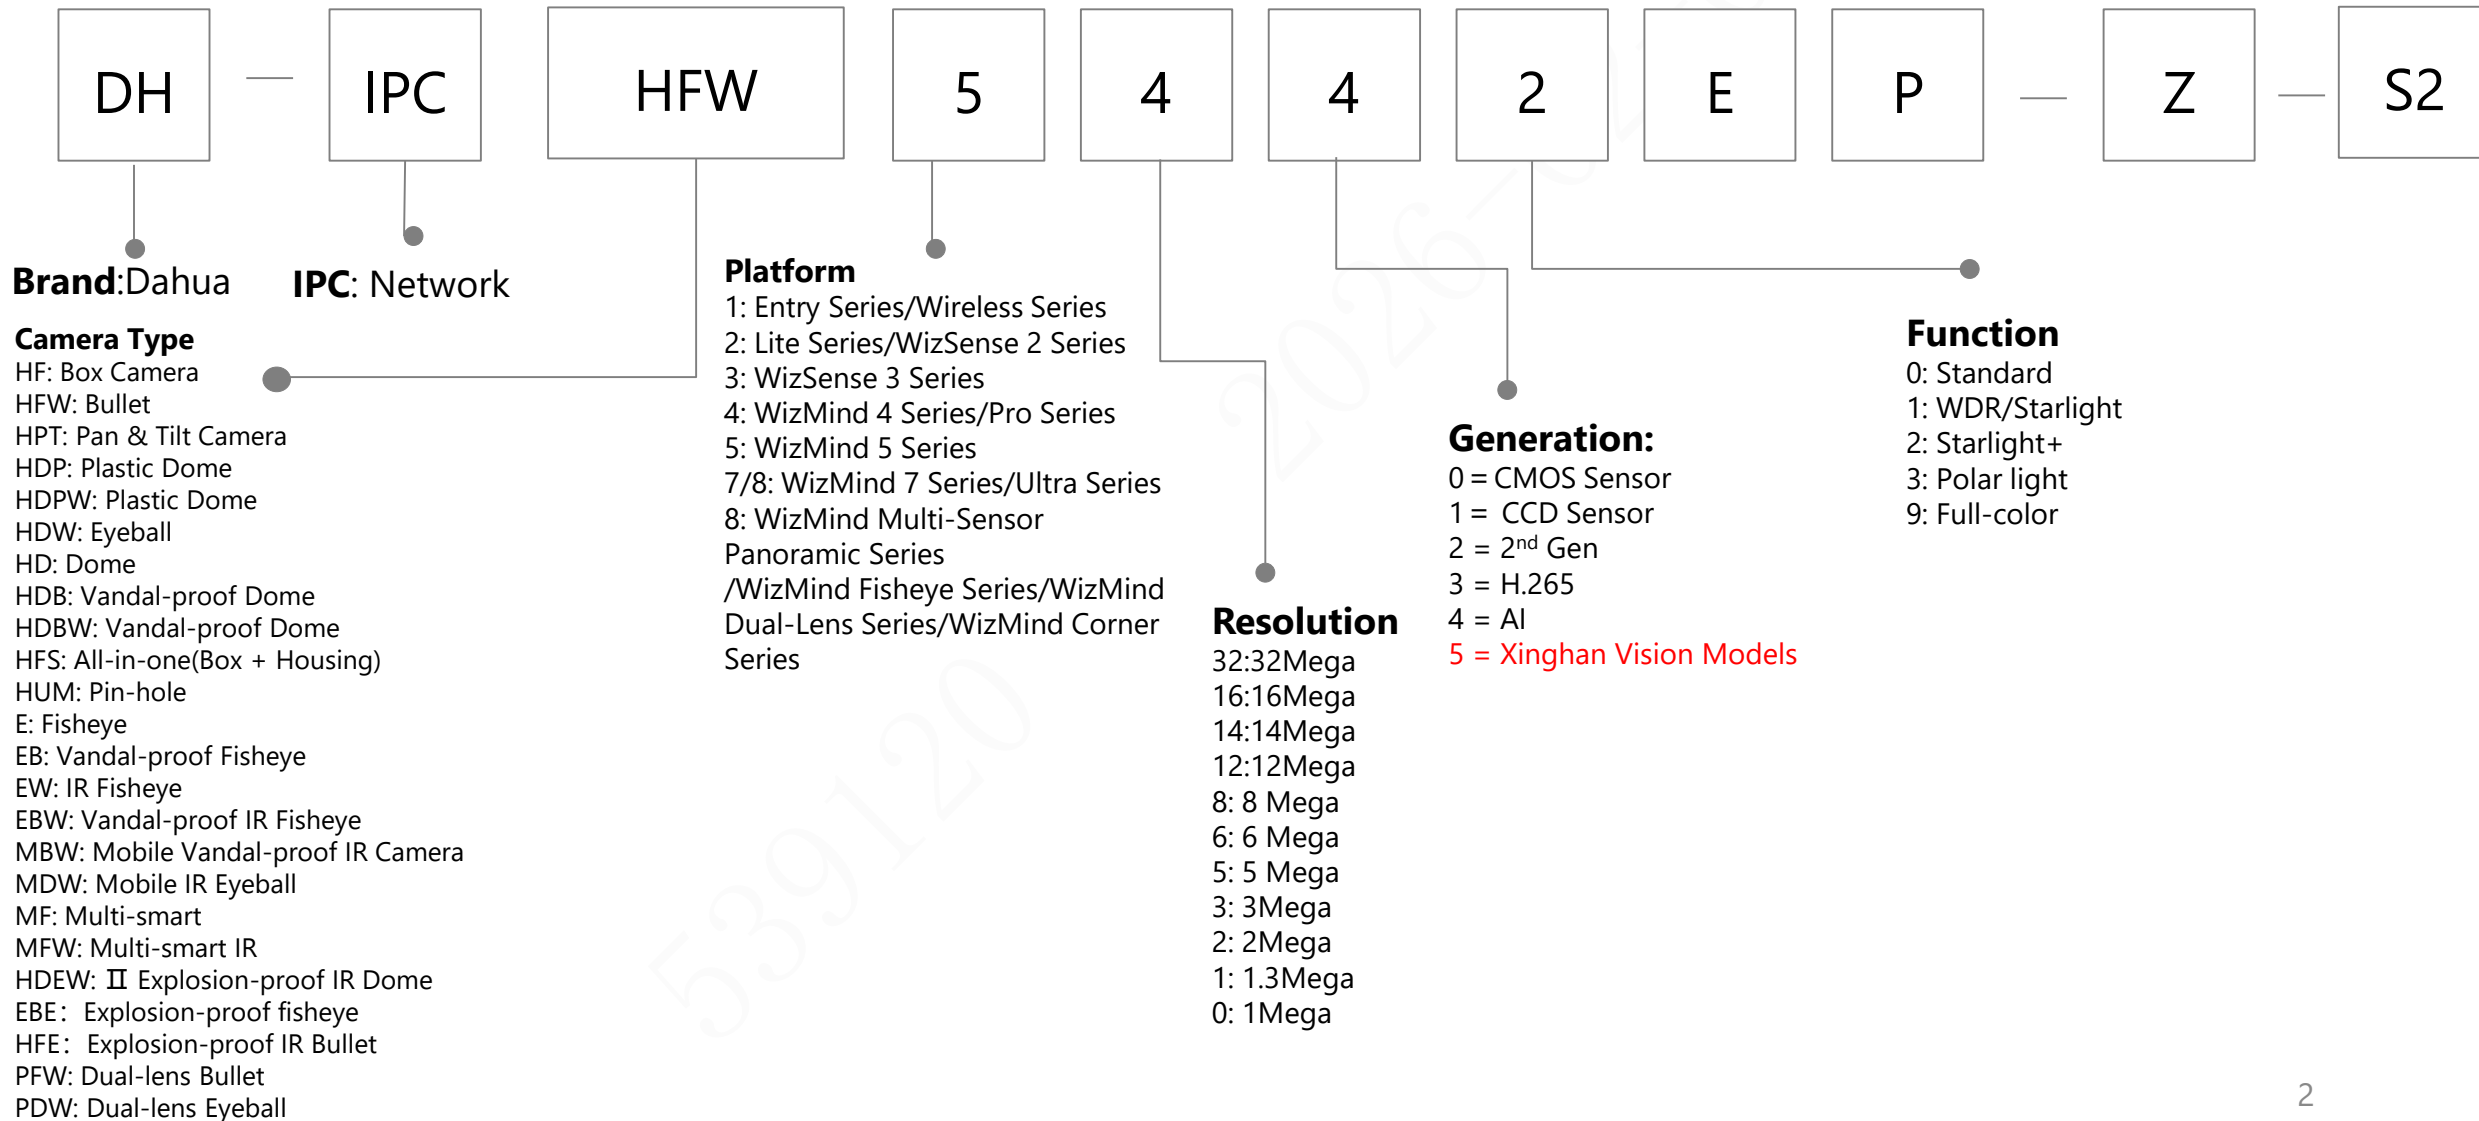 DH — IPC HFW 5 4 4 2 E P — Z — S2
Brand:Dahua
IPC: Network
Camera Type
HF: Box Camera
HFW: Bullet
HPT: Pan & Tilt Camera
HDP: Plastic Dome
HDPW: Plastic Dome
HDW: Eyeball
HD: Dome
HDB: Vandal-proof Dome
HDBW: Vandal-proof Dome
HFS: All-in-one(Box + Housing)
HUM: Pin-hole
E: Fisheye
EB: Vandal-proof Fisheye
EW: IR Fisheye
EBW: Vandal-proof IR Fisheye
MBW: Mobile Vandal-proof IR Camera
MDW: Mobile IR Eyeball
MF: Multi-smart
MFW: Multi-smart IR
HDEW: Ⅱ Explosion-proof IR Dome
EBE：Explosion-proof fisheye
HFE：Explosion-proof IR Bullet
PFW: Dual-lens Bullet
PDW: Dual-lens Eyeball
Platform
1: Entry Series/Wireless Series
2: Lite Series/WizSense 2 Series
3: WizSense 3 Series
4: WizMind 4 Series/Pro Series
5: WizMind 5 Series
7/8: WizMind 7 Series/Ultra Series
8: WizMind Multi-Sensor
Panoramic Series
/WizMind Fisheye Series/WizMind
Dual-Lens Series/WizMind Corner
Series
Resolution
32:32Mega
16:16Mega
14:14Mega
12:12Mega
8: 8 Mega
6: 6 Mega
5: 5 Mega
3: 3Mega
2: 2Mega
1: 1.3Mega
0: 1Mega
Generation:
0 = CMOS Sensor
1 = CCD Sensor
2 = 2nd Gen
3 = H.265
4 = AI
5 = Xinghan Vision Models
Function
0: Standard
1: WDR/Starlight
2: Starlight+
3: Polar light
9: Full-color
539120
2